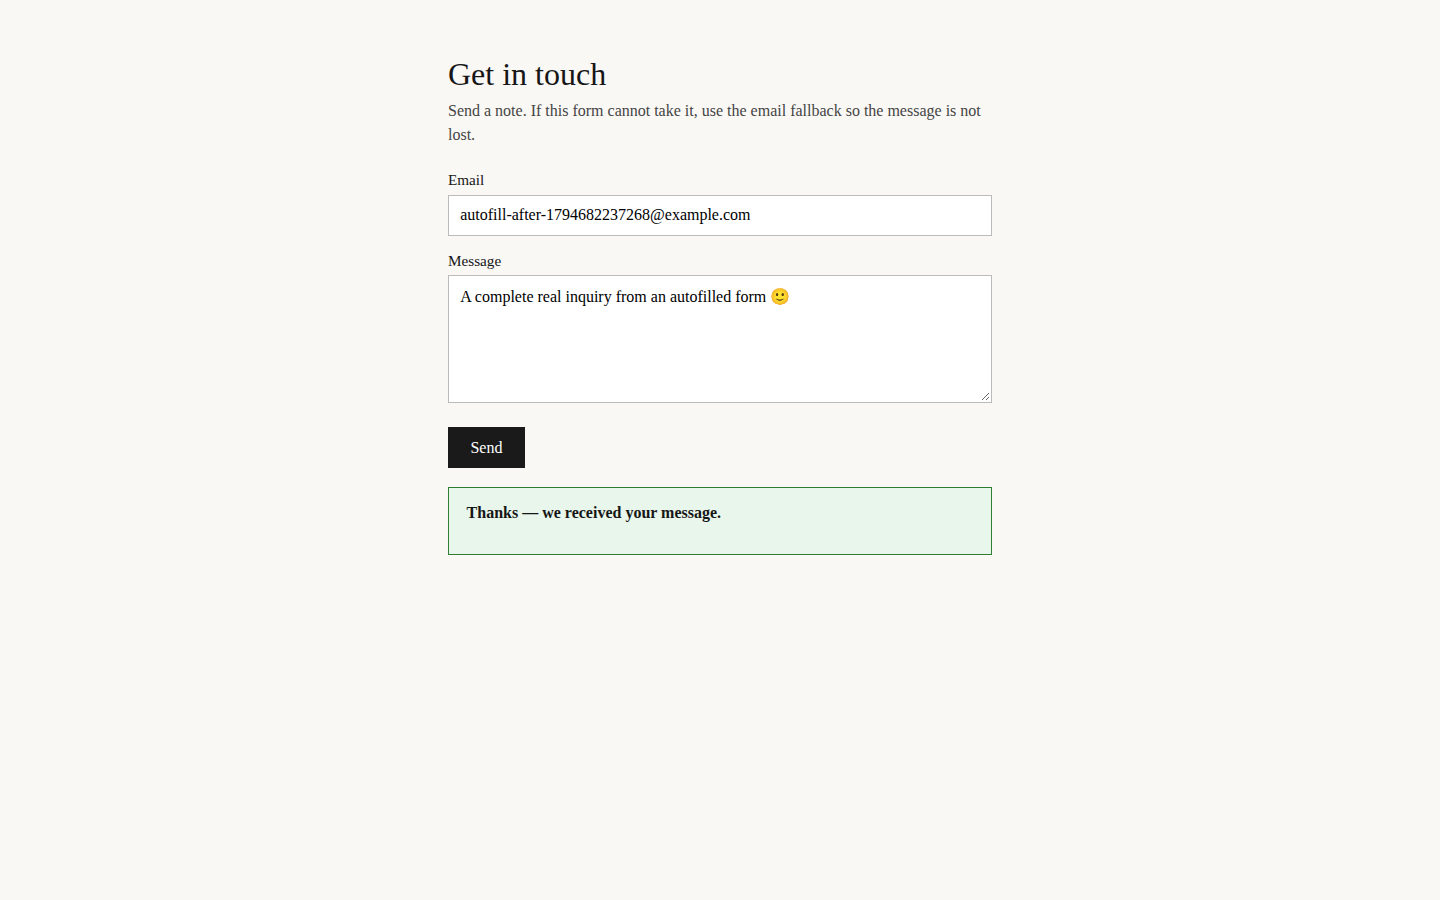 Get in touch
Send a note. If this form cannot take it, use the email fallback so the message is not
lost.
Email
autofill-after-1794682237268@example.com
Message
A complete real inquiry from an autofilled form 🙂
Send
Thanks — we received your message.